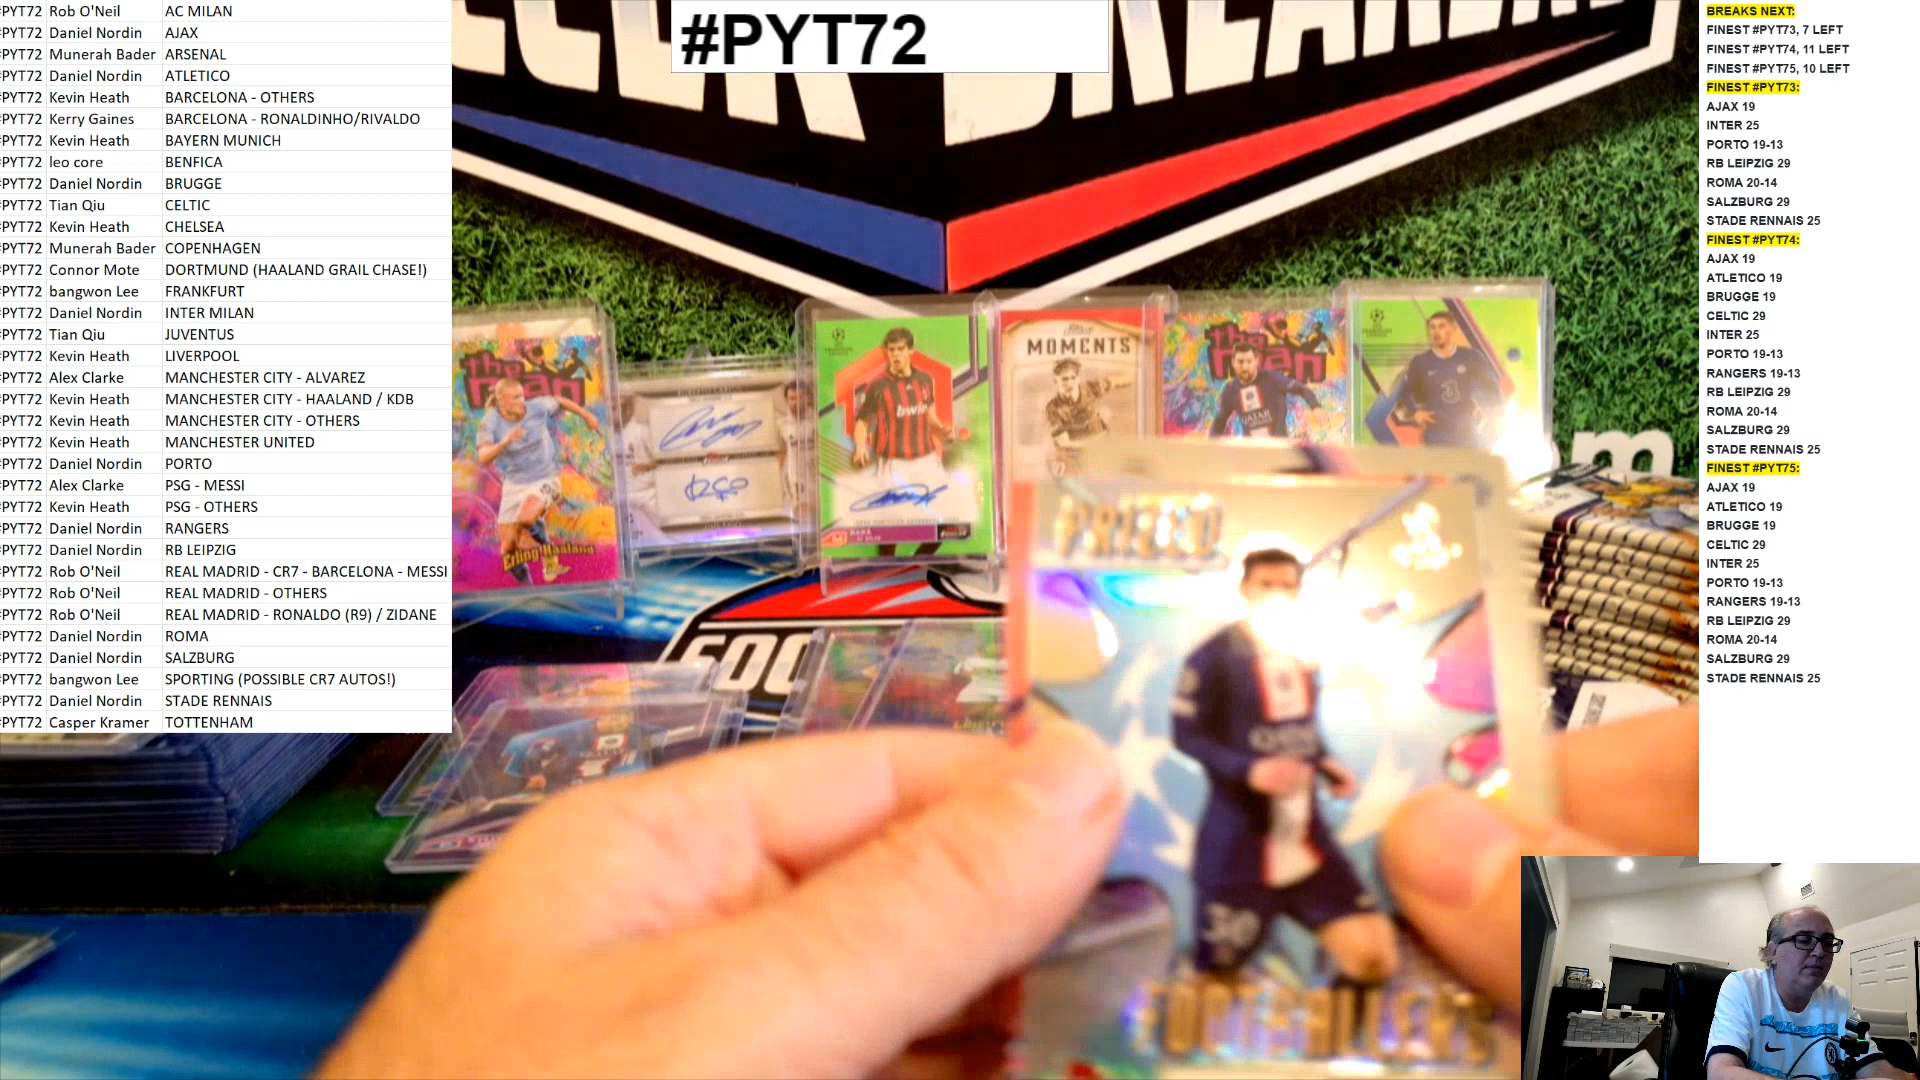 #PYT72
#PYT72 Rob O'Neil AC MILAN
#PYT72 Daniel Nordin AJAX
#PYT72 Munerah Bader ARSENAL
#PYT72 Daniel Nordin ATLETICO
#PYT72 Kevin Heath BARCELONA - OTHERS
#PYT72 Kerry Gaines BARCELONA - RONALDINHO/RIVALDO
#PYT72 Kevin Heath BAYERN MUNICH
#PYT72 leo core BENFICA
#PYT72 Daniel Nordin BRUGGE
#PYT72 Tian Qiu CELTIC
#PYT72 Kevin Heath CHELSEA
#PYT72 Munerah Bader COPENHAGEN
#PYT72 Connor Mote DORTMUND (HAALAND GRAIL CHASE!)
#PYT72 bangwon Lee FRANKFURT
#PYT72 Daniel Nordin INTER MILAN
#PYT72 Tian Qiu JUVENTUS
#PYT72 Kevin Heath LIVERPOOL
#PYT72 Alex Clarke MANCHESTER CITY - ALVAREZ
#PYT72 Kevin Heath MANCHESTER CITY - HAALAND / KDB
#PYT72 Kevin Heath MANCHESTER CITY - OTHERS
#PYT72 Kevin Heath MANCHESTER UNITED
#PYT72 Daniel Nordin PORTO
#PYT72 Alex Clarke PSG - MESSI
#PYT72 Kevin Heath PSG - OTHERS
#PYT72 Daniel Nordin RANGERS
#PYT72 Daniel Nordin RB LEIPZIG
#PYT72 Rob O'Neil REAL MADRID - CR7 - BARCELONA - MESSI
#PYT72 Rob O'Neil REAL MADRID - OTHERS
#PYT72 Rob O'Neil REAL MADRID - RONALDO (R9) / ZIDANE
#PYT72 Daniel Nordin ROMA
#PYT72 Daniel Nordin SALZBURG
#PYT72 bangwon Lee SPORTING (POSSIBLE CR7 AUTOS!)
#PYT72 Daniel Nordin STADE RENNAIS
#PYT72 Casper Kramer TOTTENHAM
the man
Erling Haaland
bwin
MOMENTS
the man
PRIZED
FOOTBALLERS
BREAKS NEXT:
FINEST #PYT73, 7 LEFT
FINEST #PYT74, 11 LEFT
FINEST #PYT75, 10 LEFT
FINEST #PYT73:
AJAX 19
INTER 25
PORTO 19-13
RB LEIPZIG 29
ROMA 20-14
SALZBURG 29
STADE RENNAIS 25
FINEST #PYT74:
AJAX 19
ATLETICO 19
BRUGGE 19
CELTIC 29
INTER 25
PORTO 19-13
RANGERS 19-13
RB LEIPZIG 29
ROMA 20-14
SALZBURG 29
STADE RENNAIS 25
FINEST #PYT75:
AJAX 19
ATLETICO 19
BRUGGE 19
CELTIC 29
INTER 25
PORTO 19-13
RANGERS 19-13
RB LEIPZIG 29
ROMA 20-14
SALZBURG 29
STADE RENNAIS 25